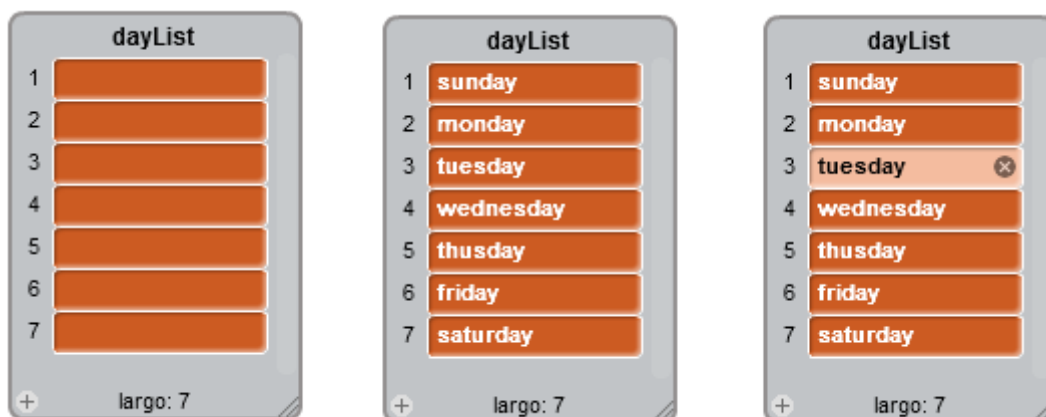 dayList
1
2
3
4
5
6
7
+ largo: 7
dayList
1 sunday
2 monday
3 tuesday
4 wednesday
5 thusday
6 friday
7 saturday
+ largo: 7
dayList
1 sunday
2 monday
3 tuesday
4 wednesday
5 thusday
6 friday
7 saturday
+ largo: 7